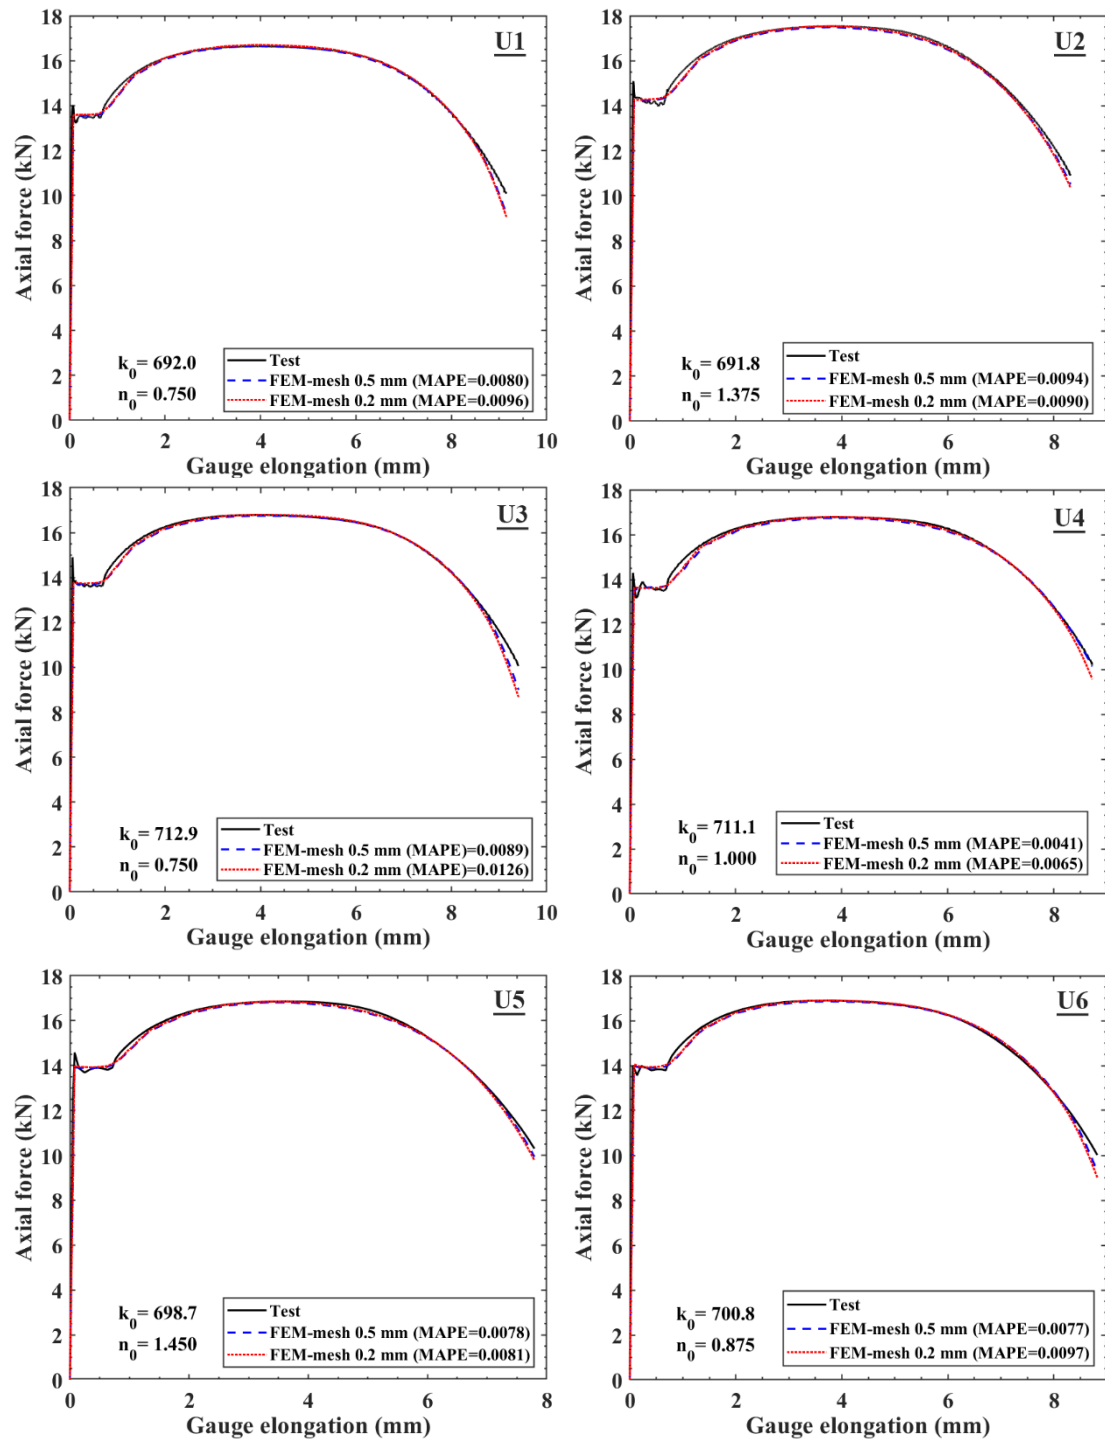 U1
Axial force (kN)
18
16
14
12
10
8
6
4
2
0
k0= 692.0
n0= 0.750
Test
FEM-mesh 0.5 mm (MAPE=0.0080)
FEM-mesh 0.2 mm (MAPE=0.0096)
0 2 4 6 8 10
Gauge elongation (mm)
U2
Axial force (kN)
18
16
14
12
10
8
6
4
2
0
k0= 691.8
n0= 1.375
Test
FEM-mesh 0.5 mm (MAPE=0.0094)
FEM-mesh 0.2 mm (MAPE=0.0090)
0 2 4 6 8
Gauge elongation (mm)
U3
Axial force (kN)
18
16
14
12
10
8
6
4
2
0
k0= 712.9
n0= 0.750
Test
FEM-mesh 0.5 mm (MAPE)=0.0089)
FEM-mesh 0.2 mm (MAPE)=0.0126)
0 2 4 6 8 10
Gauge elongation (mm)
U4
Axial force (kN)
18
16
14
12
10
8
6
4
2
0
k0= 711.1
n0= 1.000
Test
FEM-mesh 0.5 mm (MAPE=0.0041)
FEM-mesh 0.2 mm (MAPE=0.0065)
0 2 4 6 8
Gauge elongation (mm)
U5
Axial force (kN)
18
16
14
12
10
8
6
4
2
0
k0= 698.7
n0= 1.450
Test
FEM-mesh 0.5 mm (MAPE=0.0078)
FEM-mesh 0.2 mm (MAPE=0.0081)
0 2 4 6 8
Gauge elongation (mm)
U6
Axial force (kN)
18
16
14
12
10
8
6
4
2
0
k0= 700.8
n0= 0.875
Test
FEM-mesh 0.5 mm (MAPE=0.0077)
FEM-mesh 0.2 mm (MAPE=0.0097)
0 2 4 6 8
Gauge elongation (mm)